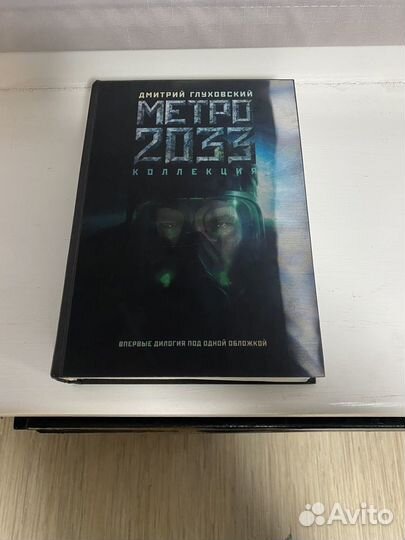 ДМИТРИЙ ГЛУХОВСКИЙ
МЕТРО
2033
КОЛЛЕКЦИЯ
ВПЕРВЫЕ ДИЛОГИЯ ПОД ОДНОЙ ОБЛОЖКОЙ
Avito